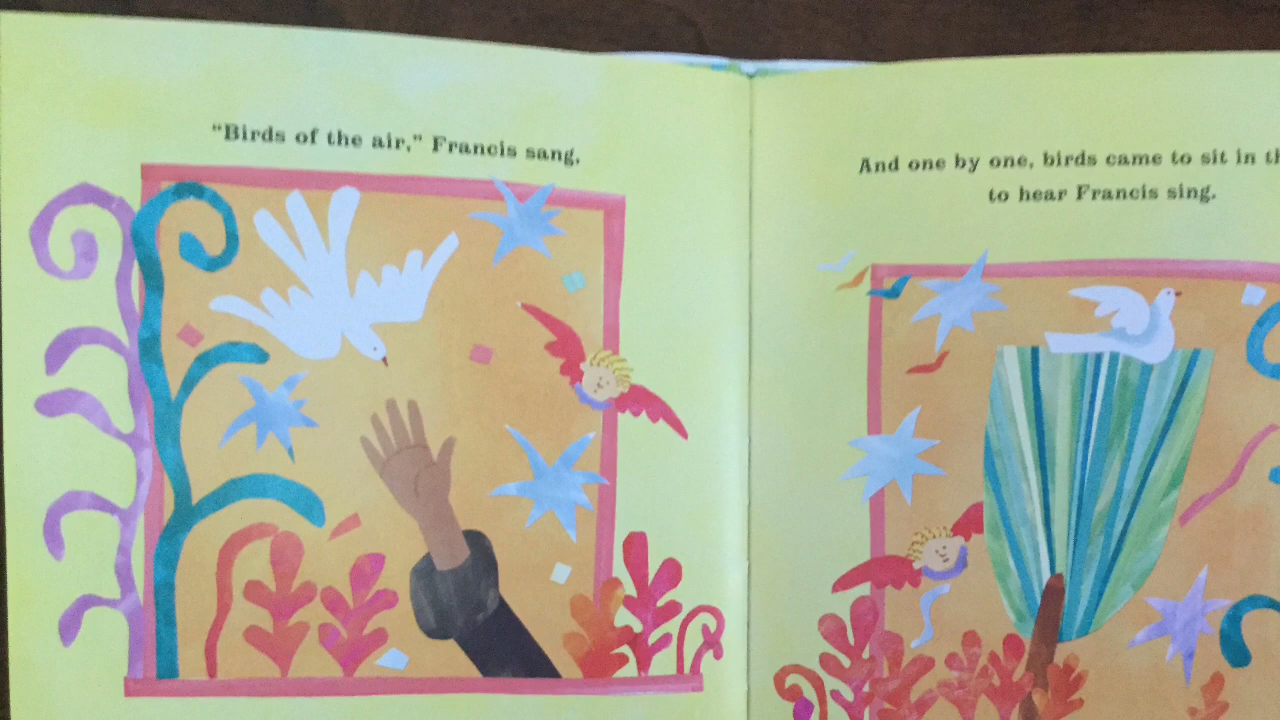 "Birds of the air," Francis sang,
And one by one, birds came to sit in
to hear Francis sing.